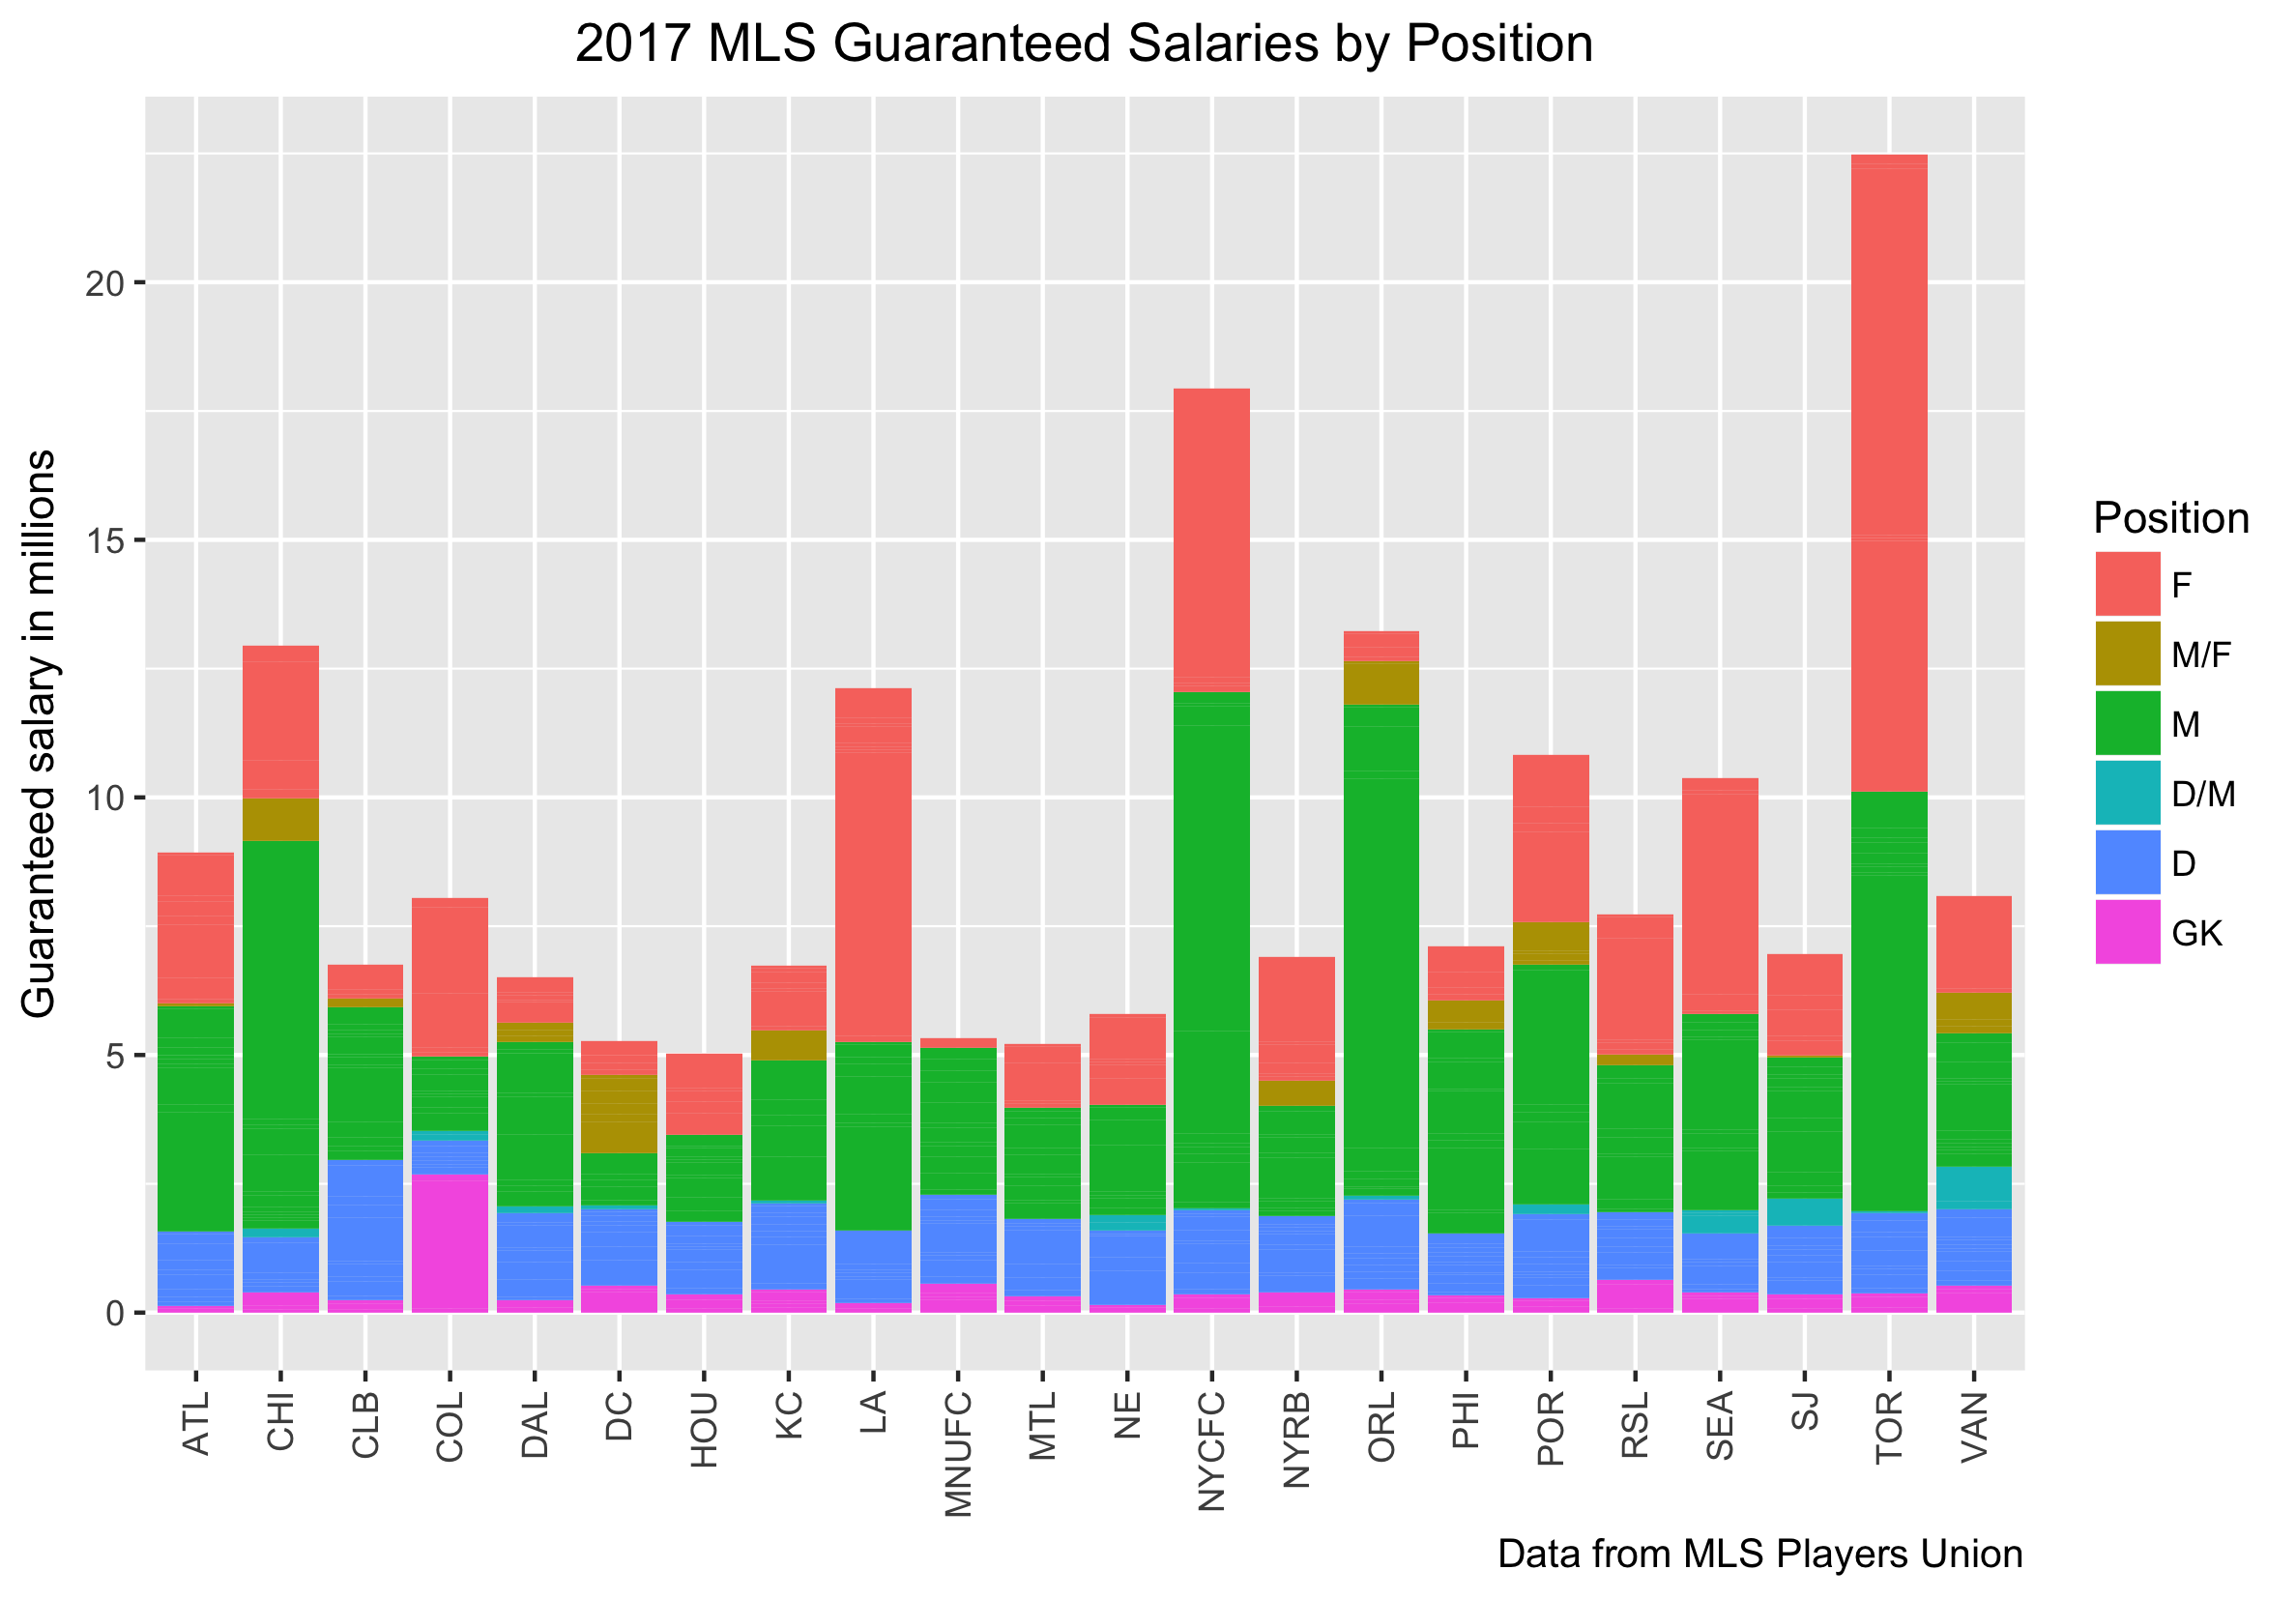 2017 MLS Guaranteed Salaries by Position
Guaranteed salary in millions
20
15
10
5
0
ATL
CHI
CLB
COL
DAL
DC
HOU
KC
LA
MNUFC
MTL
NE
NYCFC
NYRB
ORL
PHI
POR
RSL
SEA
SJ
TOR
VAN
Position
F
M/F
M
D/M
D
GK
Data from MLS Players Union